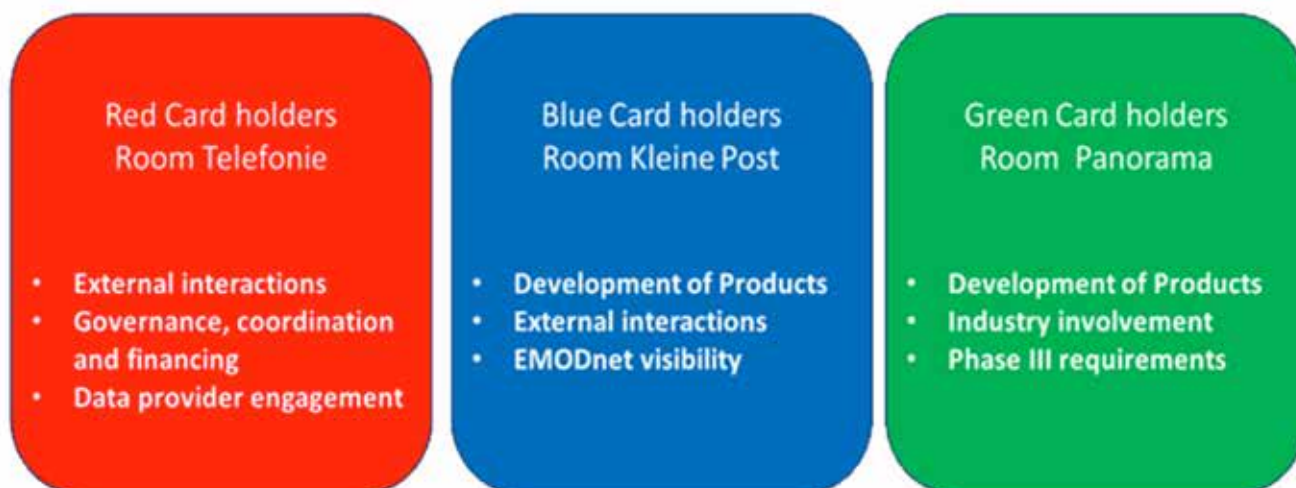 Red Card holders
Room Telefonie
• External interactions
• Governance, coordination
and financing
• Data provider engagement
Blue Card holders
Room Kleine Post
• Development of Products
• External interactions
• EMODnet visibility
Green Card holders
Room Panorama
• Development of Products
• Industry involvement
• Phase III requirements